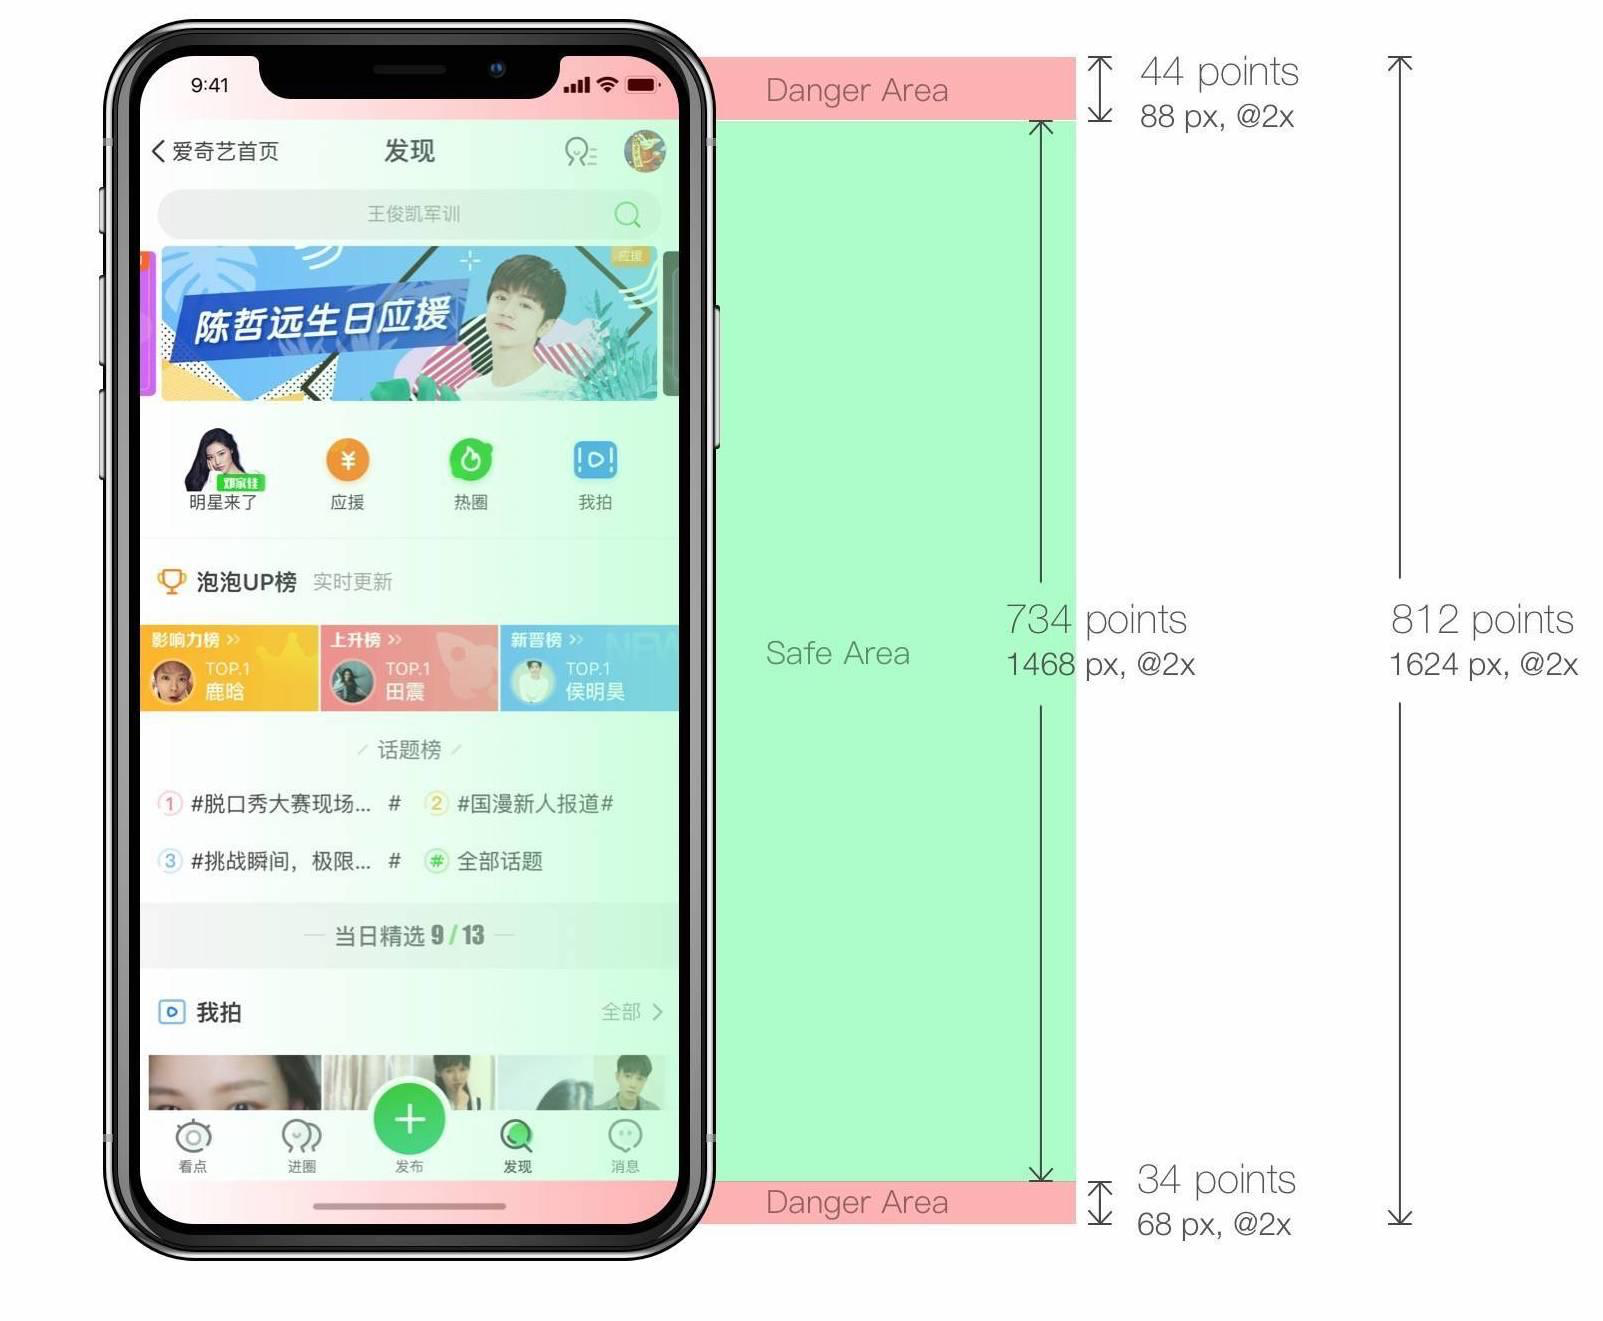 9:41
爱奇艺首页
发现
王俊凯军训
应援
陈哲远生日应援
邓家佳
明星来了
应援
热圈
我拍
泡泡UP榜 实时更新
影响力榜 >>
TOP.1
鹿晗
上升榜 >>
TOP.1
田震
新晋榜 >>
NEW
TOP.1
侯明昊
话题榜
1 #脱口秀大赛现场... #
2 #国漫新人报道#
3 #挑战瞬间，极限... #
# 全部话题
当日精选 9 / 13
我拍
全部
看点
进圈
发布
发现
消息
Danger Area
44 points
88 px, @2x
Safe Area
734 points
1468 px, @2x
812 points
1624 px, @2x
Danger Area
34 points
68 px, @2x